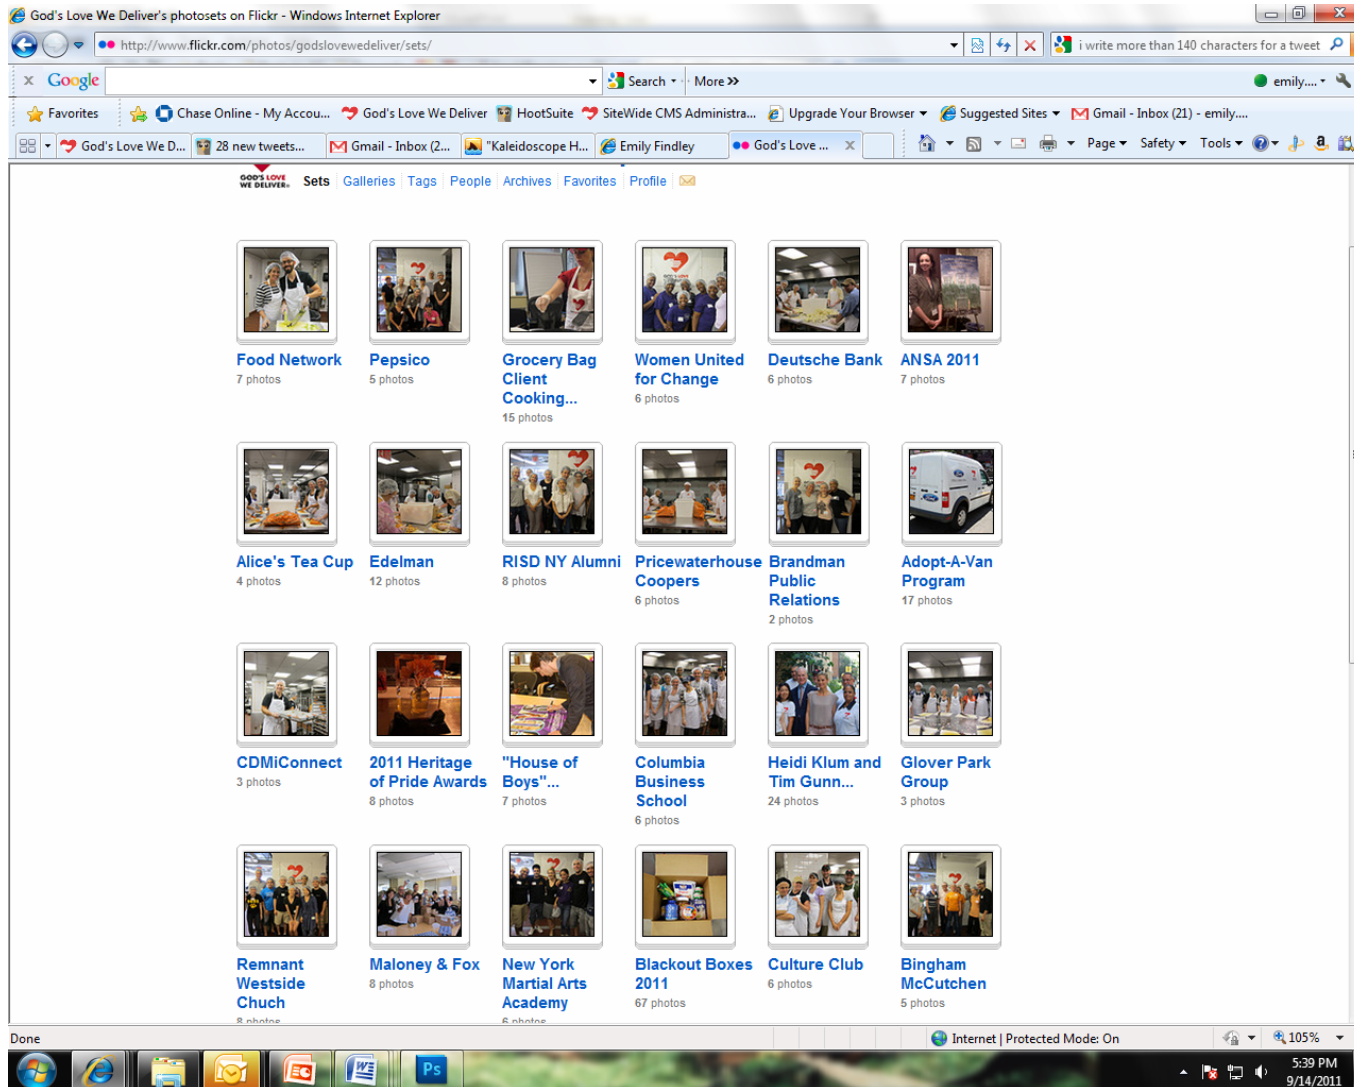 God's Love We Deliver's photosets on Flickr - Windows Internet Explorer
http://www.flickr.com/photos/godslovewedeliver/sets/
i write more than 140 characters for a tweet
x Google Search More >> emily....
Favorites Chase Online - My Accou... God's Love We Deliver HootSuite SiteWide CMS Administra... Upgrade Your Browser Suggested Sites Gmail - Inbox (21) - emily....
God's Love We D... 28 new tweets... Gmail - Inbox (2... "Kaleidoscope H... Emily Findley God's Love ... x Page Safety Tools
GOD'S LOVE
WE DELIVER
Sets Galleries Tags People Archives Favorites Profile
Food Network
7 photos
Pepsico
5 photos
Grocery Bag
Client
Cooking...
15 photos
Women United
for Change
6 photos
Deutsche Bank
6 photos
ANSA 2011
7 photos
Alice's Tea Cup
4 photos
Edelman
12 photos
RISD NY Alumni
8 photos
Pricewaterhouse
Coopers
6 photos
Brandman
Public
Relations
2 photos
Adopt-A-Van
Program
17 photos
CDMiConnect
3 photos
2011 Heritage
of Pride Awards
8 photos
"House of
Boys"...
7 photos
Columbia
Business
School
6 photos
Heidi Klum and
Tim Gunn...
24 photos
Glover Park
Group
3 photos
Remnant
Westside
Chuch
8 photos
Maloney & Fox
8 photos
New York
Martial Arts
Academy
6 photos
Blackout Boxes
2011
67 photos
Culture Club
6 photos
Bingham
McCutchen
5 photos
Done Internet | Protected Mode: On 105%
Ps
5:39 PM
9/14/2011